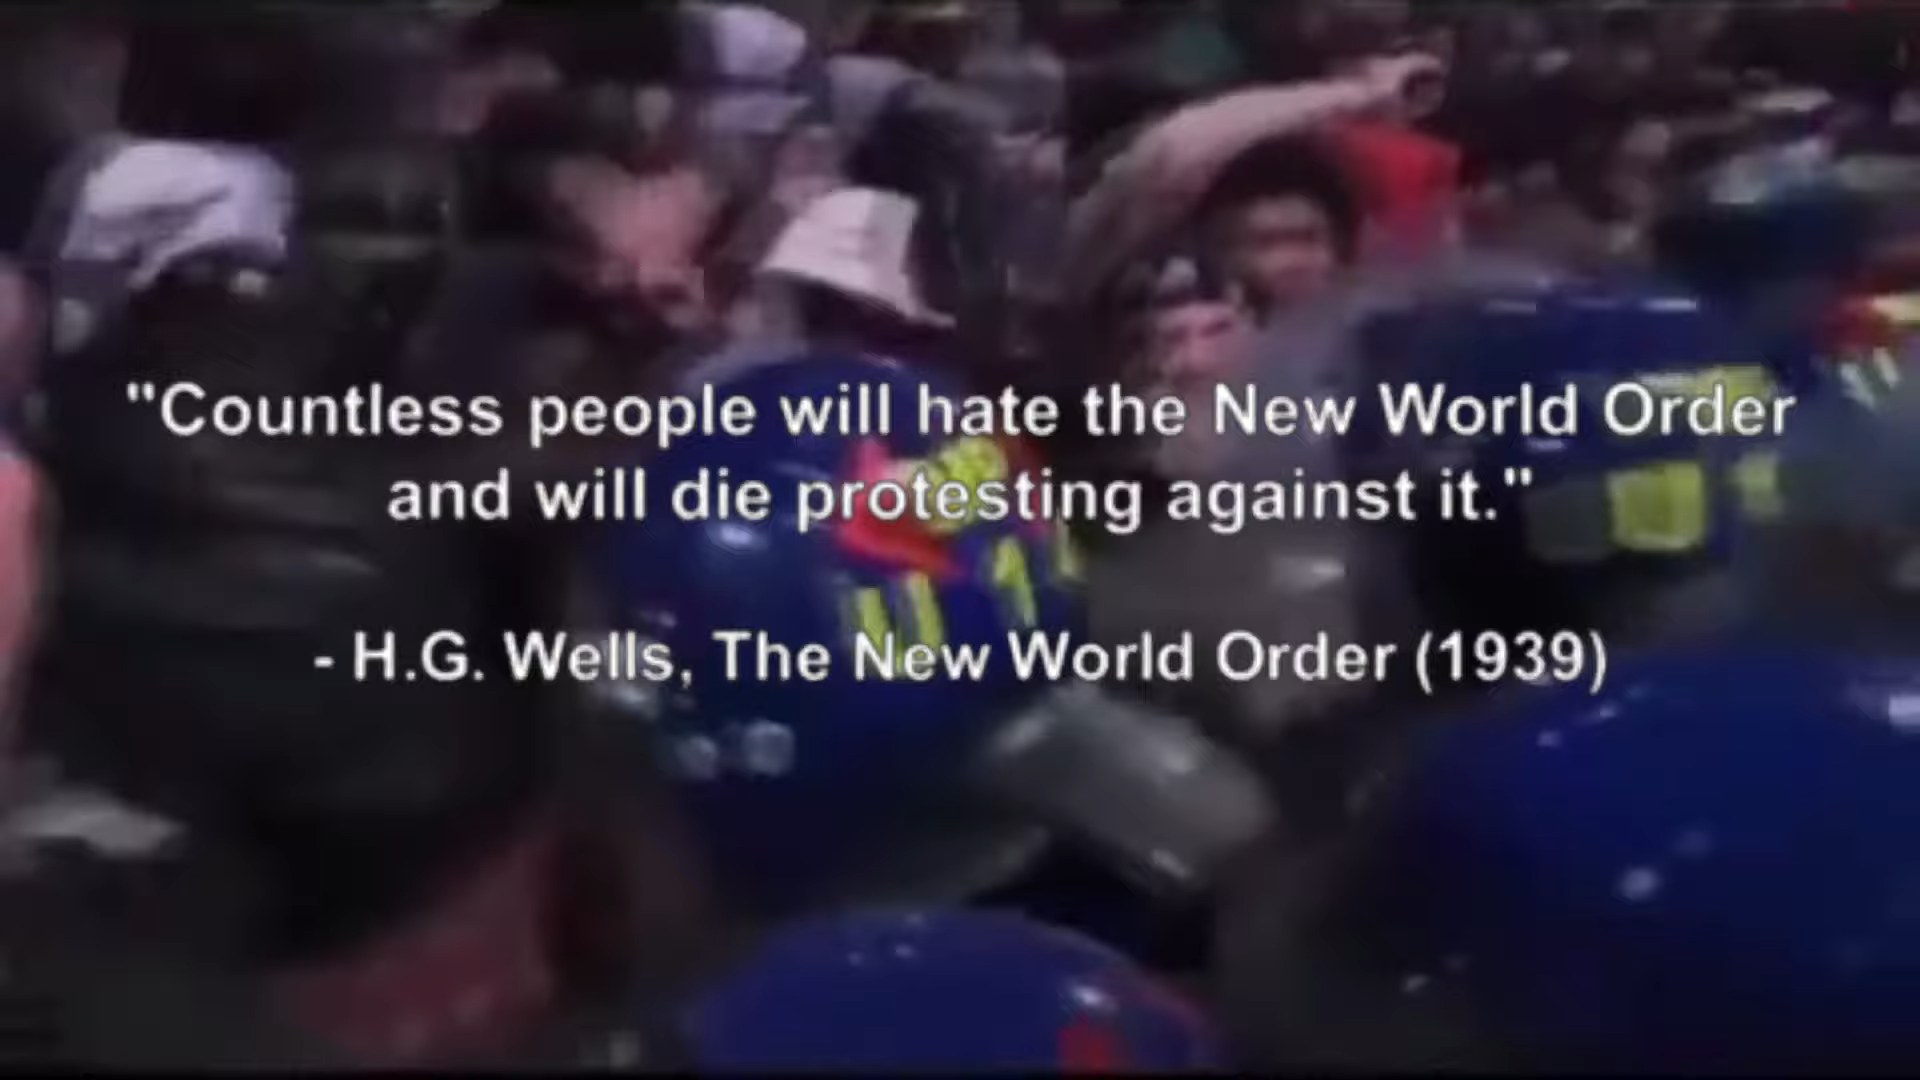 "Countless people will hate the New World Order
and will die protesting against it."
- H.G. Wells, The New World Order (1939)